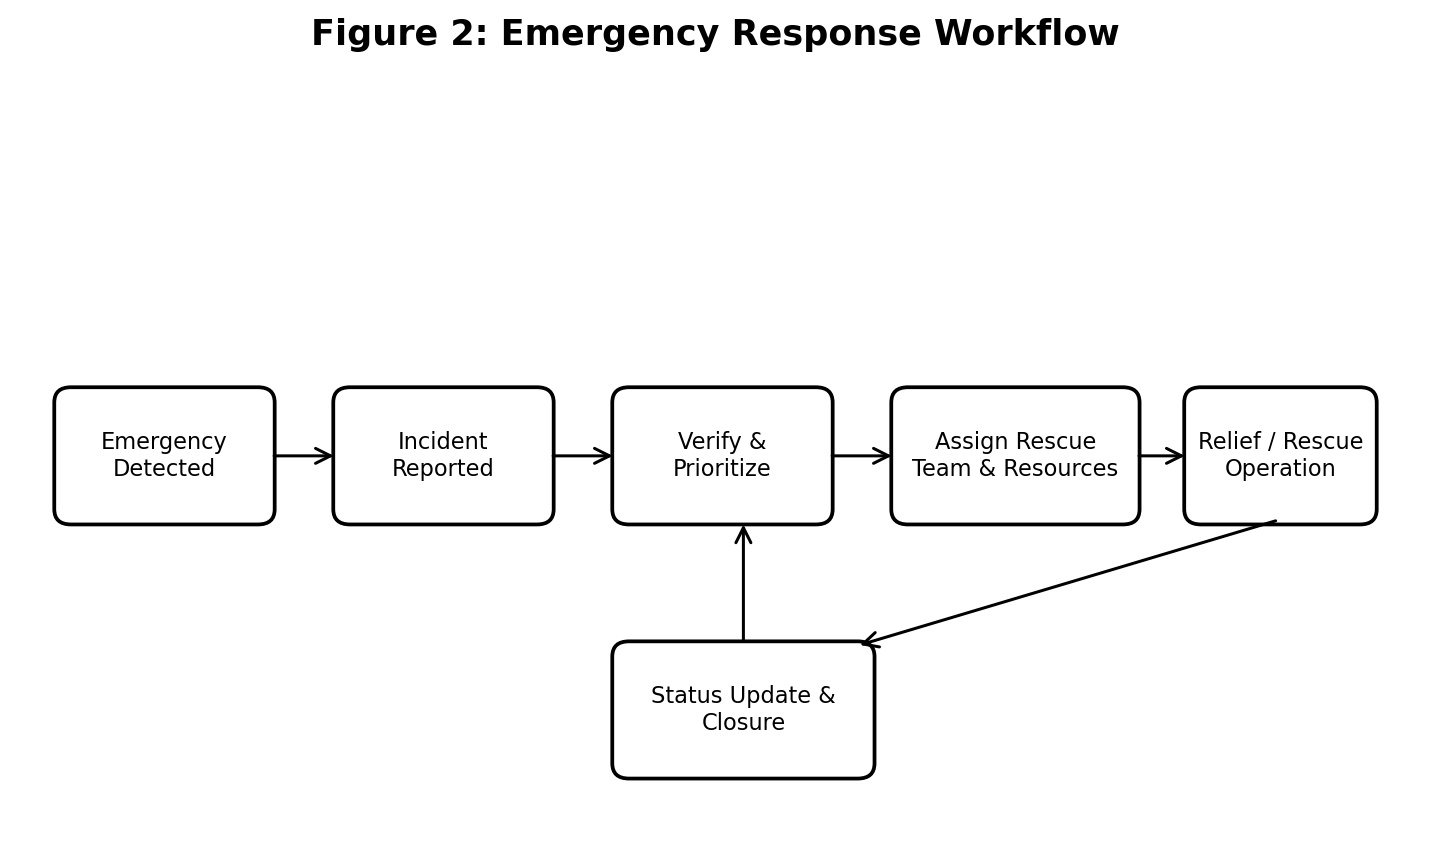 Figure 2: Emergency Response Workflow
Emergency
Detected
Incident
Reported
Verify &
Prioritize
Assign Rescue
Team & Resources
Relief / Rescue
Operation
Status Update &
Closure